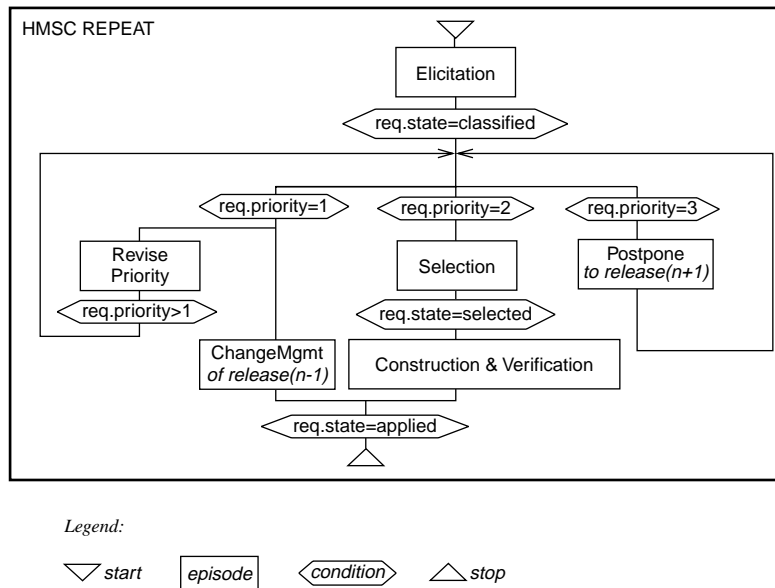 HMSC REPEAT
Elicitation
req.state=classified
req.priority=1
req.priority=2
req.priority=3
Revise
Priority
Selection
Postpone
to release(n+1)
req.priority>1
req.state=selected
ChangeMgmt
of release(n-1)
Construction & Verification
req.state=applied
Legend:
start
episode
condition
stop